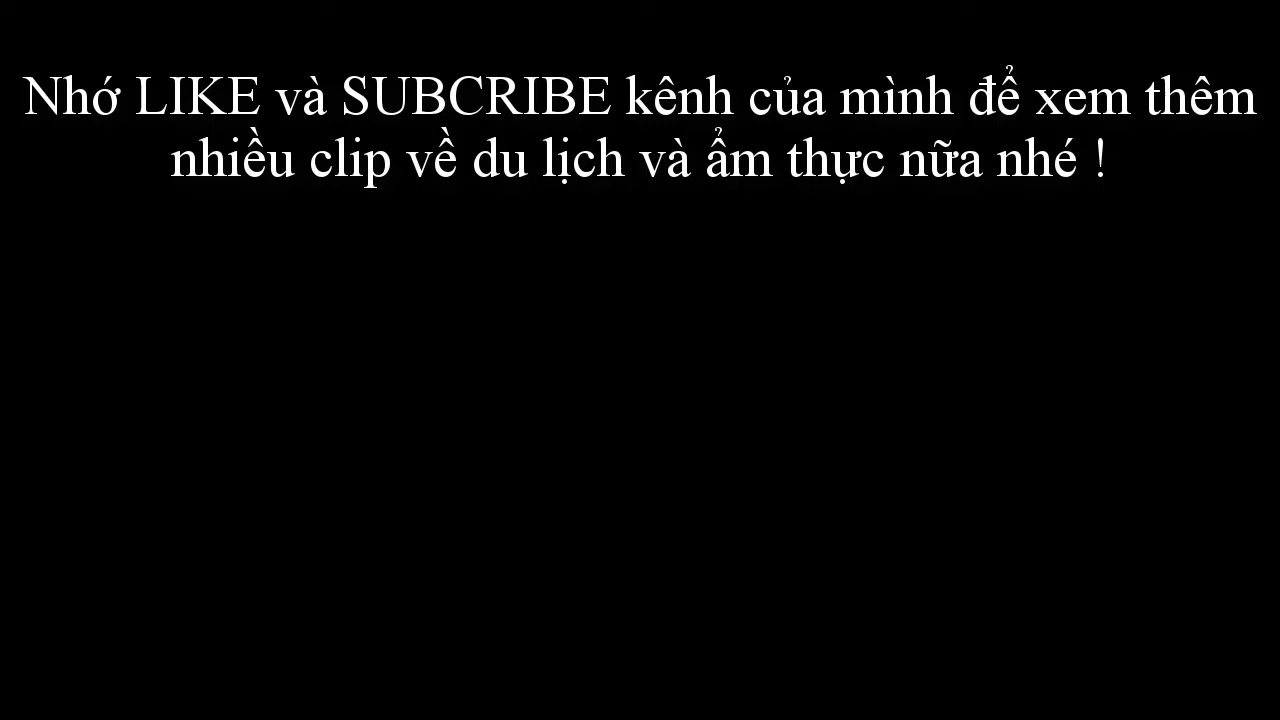 Nhớ LIKE và SUBCRIBE kênh của mình để xem thêm
nhiều clip về du lịch và ẩm thực nữa nhé !